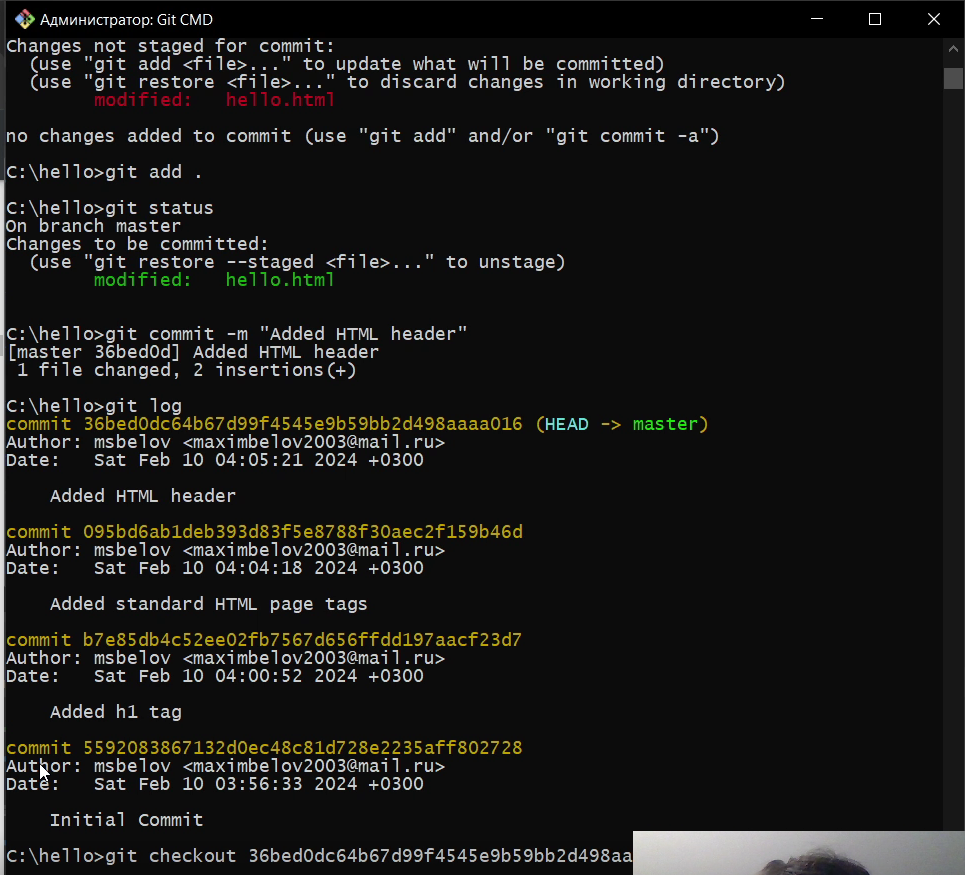 Администратор: Git CMD
Changes not staged for commit:
(use "git add <file>..." to update what will be committed)
(use "git restore <file>..." to discard changes in working directory)
modified: hello.html
no changes added to commit (use "git add" and/or "git commit -a")
C:\hello>git add .
C:\hello>git status
On branch master
Changes to be committed:
(use "git restore --staged <file>..." to unstage)
modified: hello.html
C:\hello>git commit -m "Added HTML header"
[master 36bed0d] Added HTML header
1 file changed, 2 insertions(+)
C:\hello>git log
commit 36bed0dc64b67d99f4545e9b59bb2d498aaaa016 (HEAD -> master)
Author: msbelov <maximbelov2003@mail.ru>
Date: Sat Feb 10 04:05:21 2024 +0300
Added HTML header
commit 095bd6ab1deb393d83f5e8788f30aec2f159b46d
Author: msbelov <maximbelov2003@mail.ru>
Date: Sat Feb 10 04:04:18 2024 +0300
Added standard HTML page tags
commit b7e85db4c52ee02fb7567d656ffdd197aacf23d7
Author: msbelov <maximbelov2003@mail.ru>
Date: Sat Feb 10 04:00:52 2024 +0300
Added h1 tag
commit 5592083867132d0ec48c81d728e2235aff802728
Author: msbelov <maximbelov2003@mail.ru>
Date: Sat Feb 10 03:56:33 2024 +0300
Initial Commit
C:\hello>git checkout 36bed0dc64b67d99f4545e9b59bb2d498aa